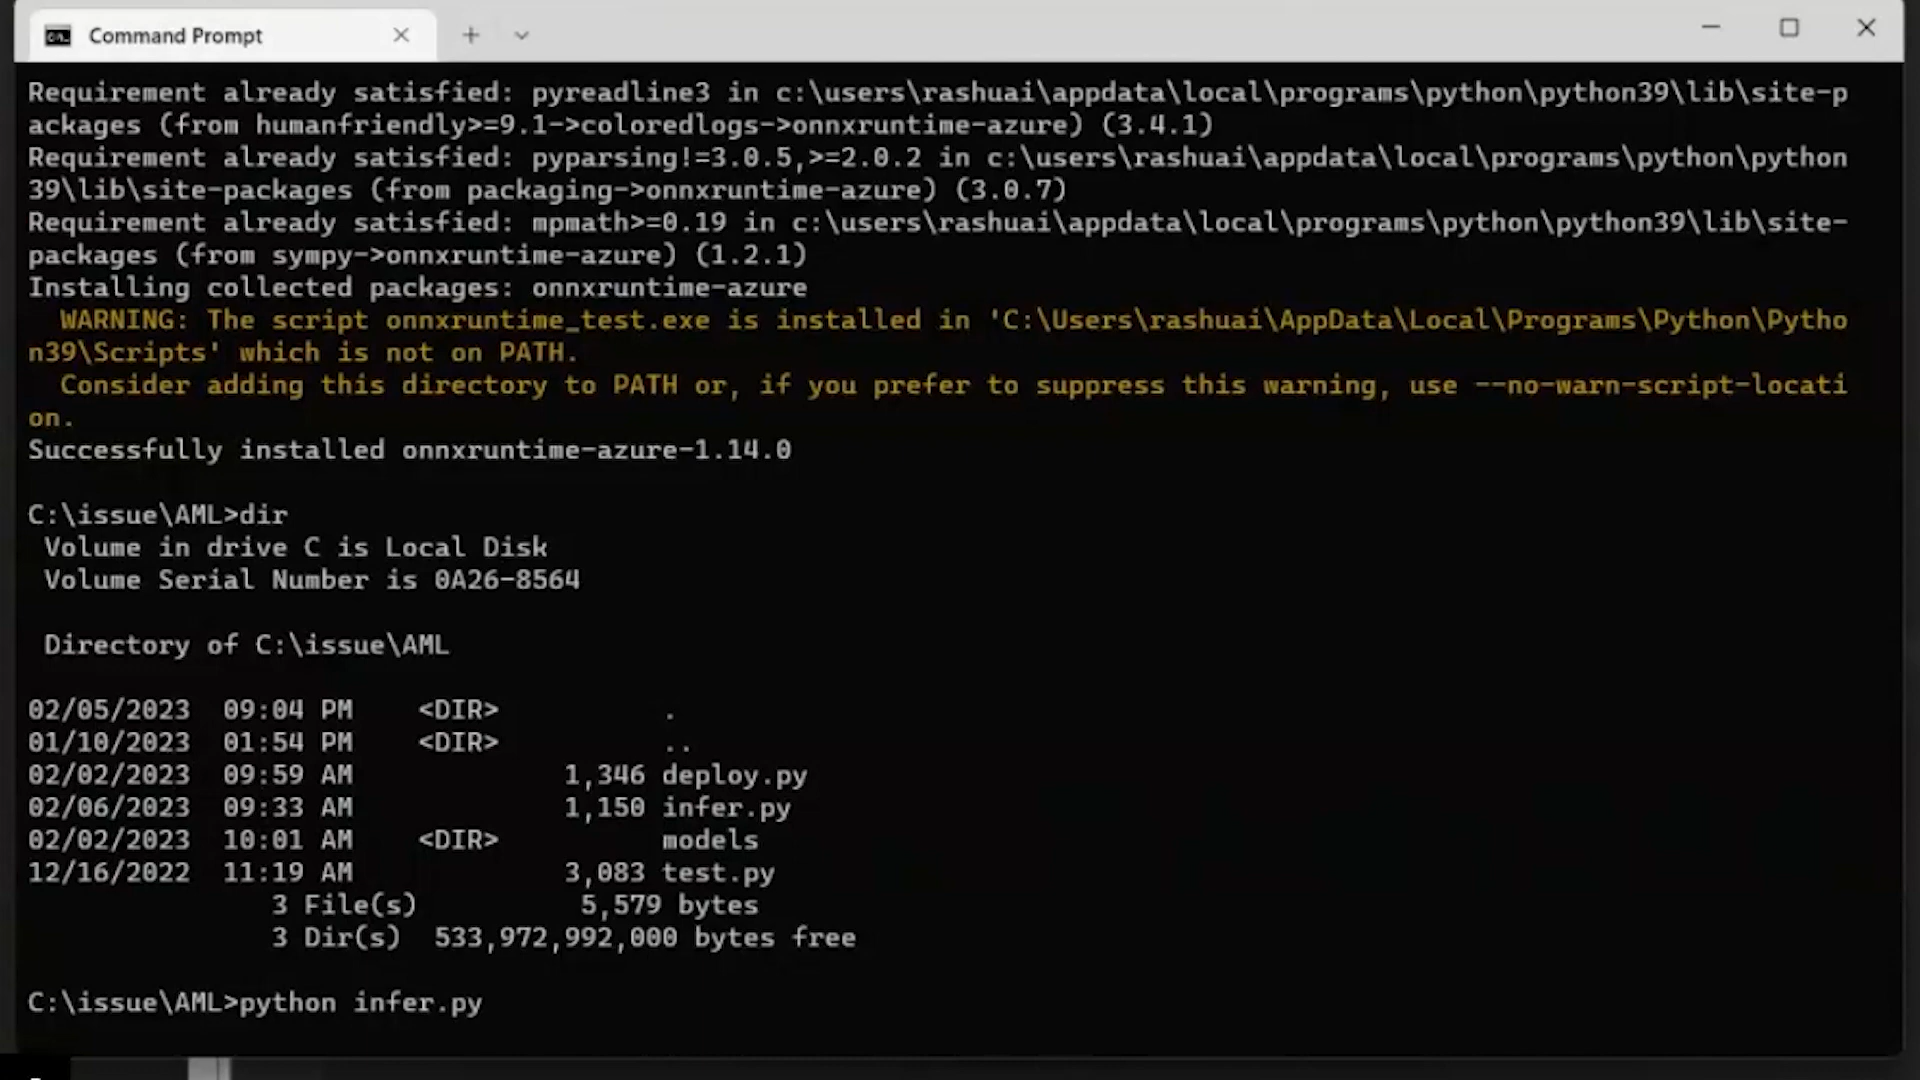 Command Prompt
Requirement already satisfied: pyreadline3 in c:\users\rashuai\appdata\local\programs\python\python39\lib\site-p
ackages (from humanfriendly>=9.1->coloredlogs->onnxruntime-azure) (3.4.1)
Requirement already satisfied: pyparsing!=3.0.5,>=2.0.2 in c:\users\rashuai\appdata\local\programs\python\python
39\lib\site-packages (from packaging->onnxruntime-azure) (3.0.7)
Requirement already satisfied: mpmath>=0.19 in c:\users\rashuai\appdata\local\programs\python\python39\lib\site-
packages (from sympy->onnxruntime-azure) (1.2.1)
Installing collected packages: onnxruntime-azure
  WARNING: The script onnxruntime_test.exe is installed in 'C:\Users\rashuai\AppData\Local\Programs\Python\Pytho
n39\Scripts' which is not on PATH.
  Consider adding this directory to PATH or, if you prefer to suppress this warning, use --no-warn-script-locati
on.
Successfully installed onnxruntime-azure-1.14.0
C:\issue\AML>dir
 Volume in drive C is Local Disk
 Volume Serial Number is 0A26-8564
 Directory of C:\issue\AML
02/05/2023  09:04 PM    <DIR>          .
01/10/2023  01:54 PM    <DIR>          ..
02/02/2023  09:59 AM             1,346 deploy.py
02/06/2023  09:33 AM             1,150 infer.py
02/02/2023  10:01 AM    <DIR>          models
12/16/2022  11:19 AM             3,083 test.py
               3 File(s)          5,579 bytes
               3 Dir(s)  533,972,992,000 bytes free
C:\issue\AML>python infer.py